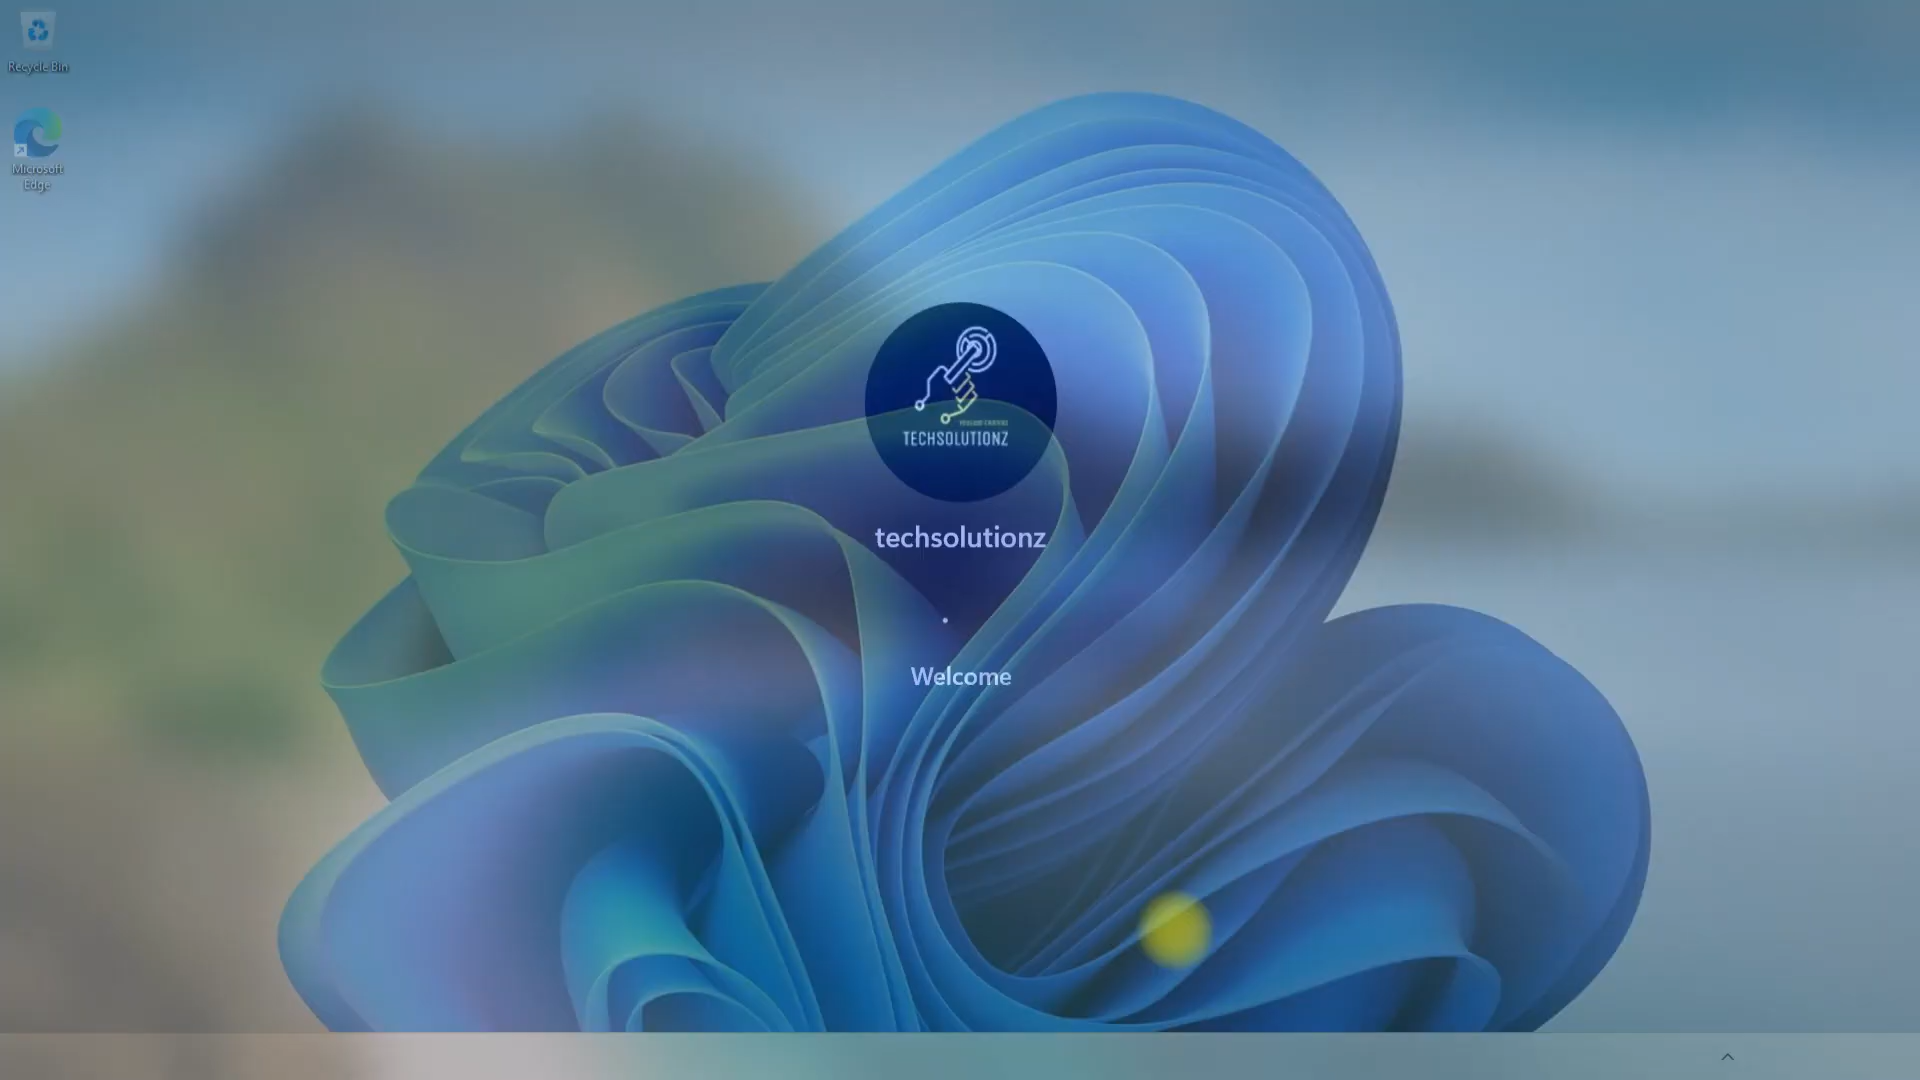 Recycle Bin
Microsoft
Edge
TECHSOLUTIONZ
techsolutionz
Welcome